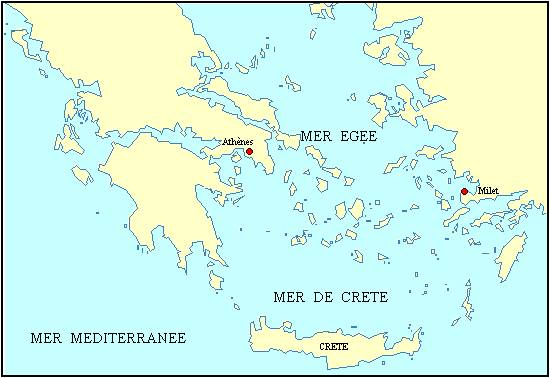 MER EGEE
Athènes
Milet
MER DE CRETE
MER MEDITERRANEE
CRETE